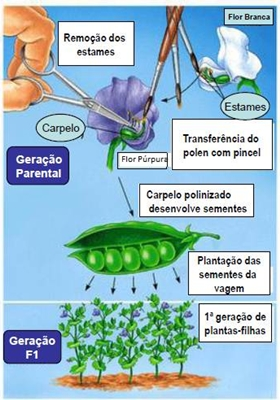 Flor Branca
Remoção dos
estames
Estames
Carpelo
Transferência do
polen com pincel
Geração
Parental
Flor Púrpura
Carpelo polinizado
desenvolve sementes
Plantação das
sementes da
vagem
1ª geração de
plantas-filhas
Geração
F1